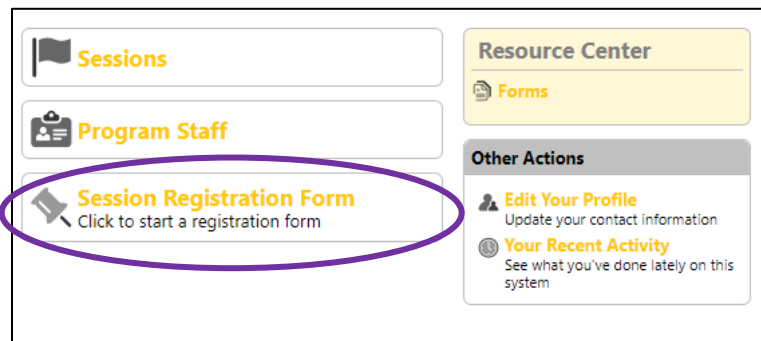 Sessions
Program Staff
Session Registration Form
Click to start a registration form
Resource Center
Forms
Other Actions
Edit Your Profile
Update your contact information
Your Recent Activity
See what you've done lately on this
system